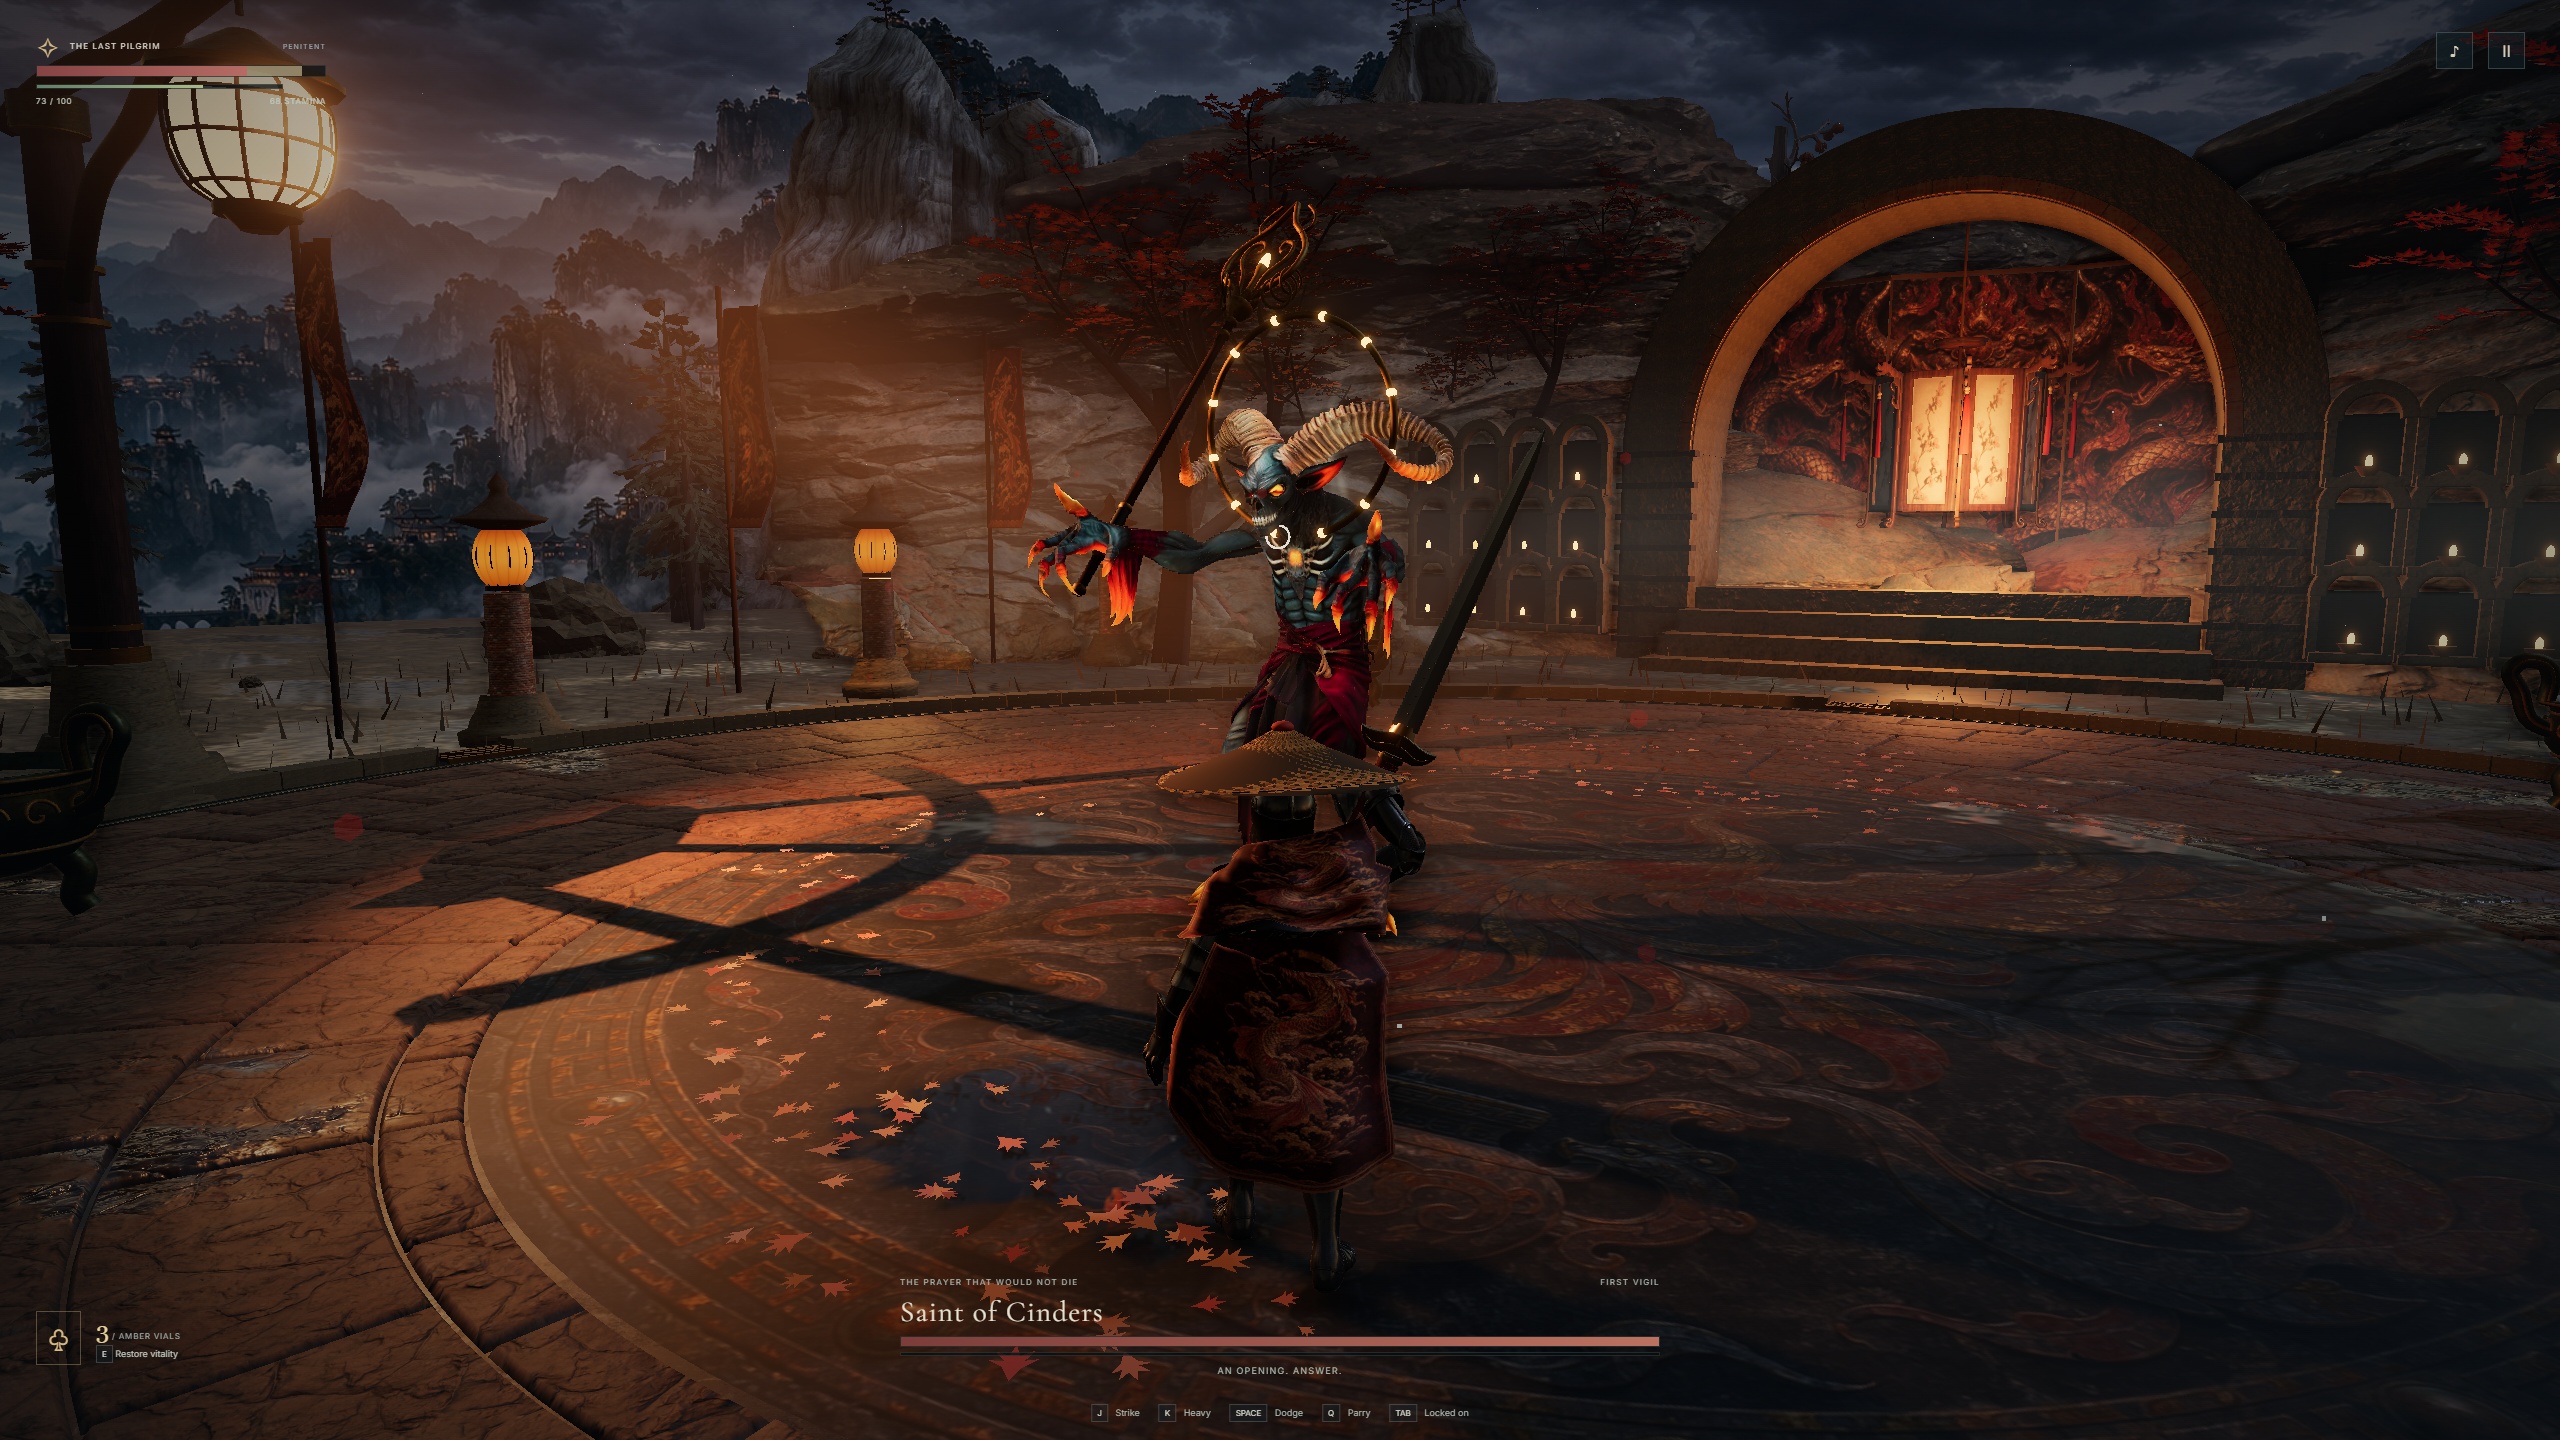 THE LAST PILGRIM
PENITENT
73 / 100
68 STAMINA
THE PRAYER THAT WOULD NOT DIE
FIRST VIGIL
Saint of Cinders
3 / AMBER VIALS
E Restore vitality
AN OPENING. ANSWER.
J Strike K Heavy SPACE Dodge Q Parry TAB Locked on